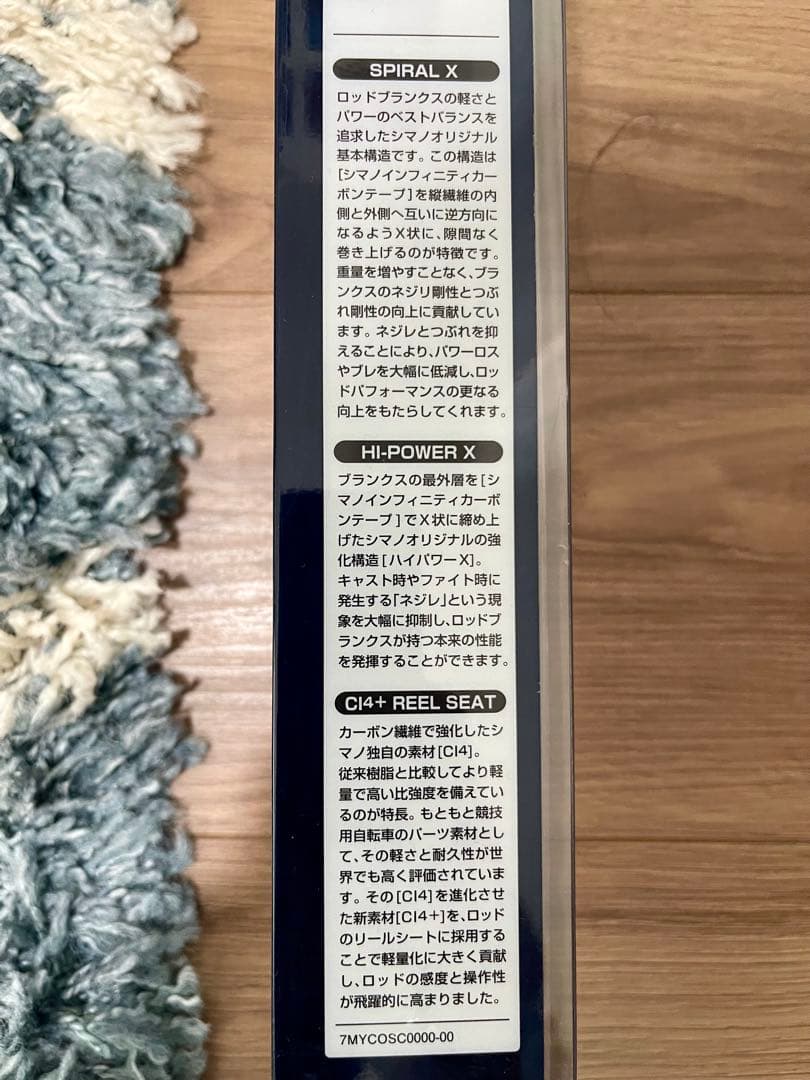 SPIRAL X
ロッドブランクスの軽さと
パワーのベストバランスを
追求したシマノオリジナル
基本構造です。この構造は
[シマノインフィニティカー
ボンテープ]を縦繊維の内
側と外側へ互いに逆方向に
なるようX状に、隙間なく
巻き上げるのが特徴です。
重量を増やすことなく、ブラ
ンクスのネジリ剛性とつぶ
れ剛性の向上に貢献してい
ます。ネジレとつぶれを抑
えることにより、パワーロス
やブレを大幅に低減し、ロッ
ドパフォーマンスの更なる
向上をもたらしてくれます。
HI-POWER X
ブランクスの最外層を[シ
マノインフィニティカーボ
ンテープ]でX状に締め上
げたシマノオリジナルの強
化構造[ハイパワーX]。
キャスト時やファイト時に
発生する「ネジレ」という現
象を大幅に抑制し、ロッドブ
ランクスが持つ本来の性能
を発揮することができます。
CI4+ REEL SEAT
カーボン繊維で強化したシ
マノ独自の素材[CI4]。
従来樹脂と比較してより軽
量で高い比強度を備えてい
るのが特長。もともと競技
用自転車のパーツ素材とし
て、その軽さと耐久性が世
界でも高く評価されていま
す。その[CI4]を進化させ
た新素材[CI4+]を、ロッド
のリールシートに採用する
ことで軽量化に大きく貢献
し、ロッドの感度と操作性
が飛躍的に高まりました。
7MYCOSC0000-00